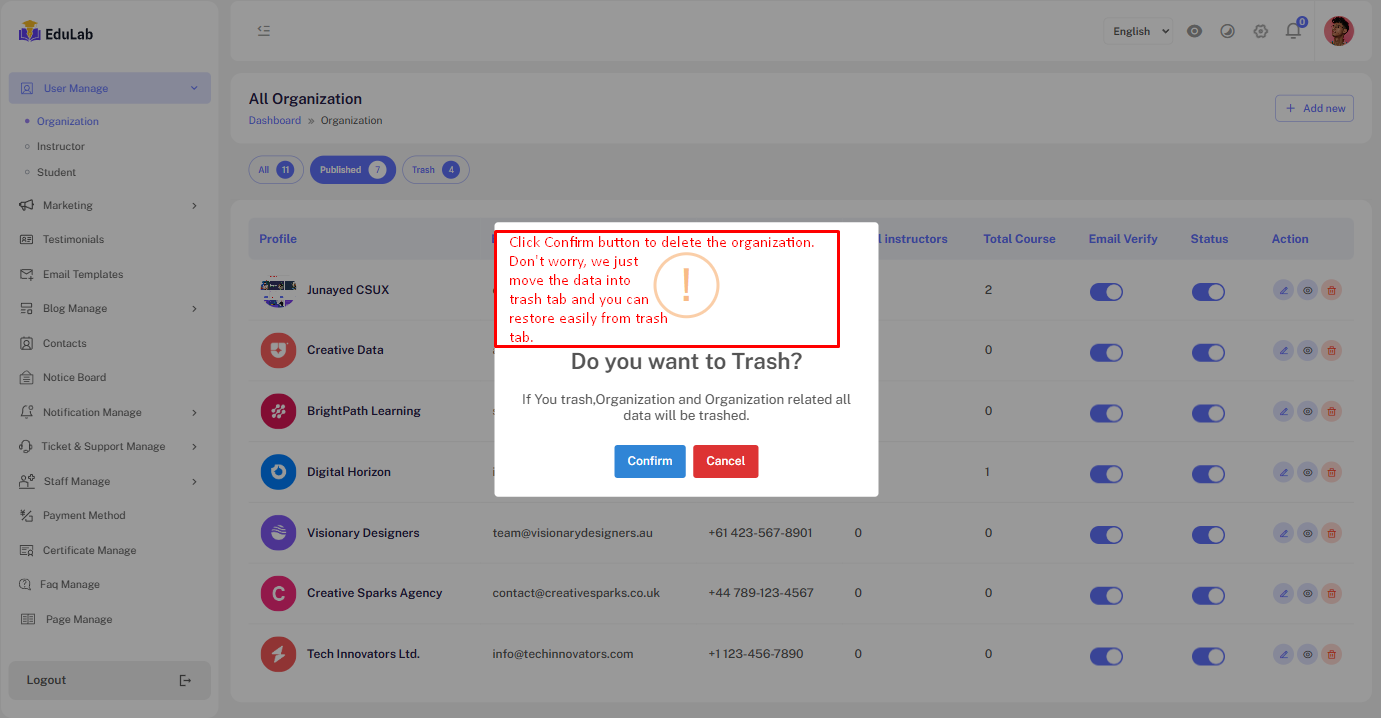 EduLab
English
0
User Manage
Organization
Instructor
Student
Marketing
Testimonials
Email Templates
Blog Manage
Contacts
Notice Board
Notification Manage
Ticket & Support Manage
Staff Manage
Payment Method
Certificate Manage
Faq Manage
Page Manage
Logout
All Organization
Dashboard » Organization
+ Add new
All 11
Published 7
Trash 4
Profile instructors Total Course Email Verify Status Action
Junayed CSUX 2
Creative Data 0
BrightPath Learning 0
Digital Horizon 1
Visionary Designers team@visionarydesigners.au +61 423-567-8901 0 0
C Creative Sparks Agency contact@creativesparks.co.uk +44 789-123-4567 0 0
Tech Innovators Ltd. info@techinnovators.com +1 123-456-7890 0 0
Click Confirm button to delete the organization.
Don't worry, we just
move the data into
trash tab and you can
restore easily from trash
tab.
!
Do you want to Trash?
If You trash,Organization and Organization related all
data will be trashed.
Confirm
Cancel